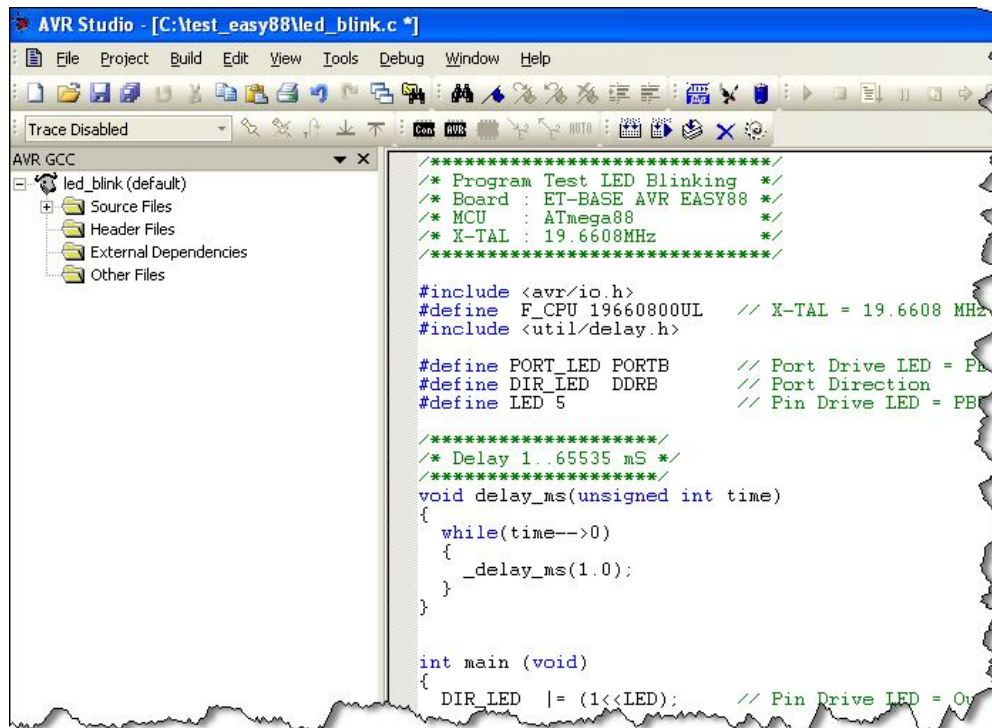 AVR Studio - [C:\test_easy88\led_blink.c *]
File Project Build Edit View Tools Debug Window Help
Trace Disabled
Con AVR AUTO
AVR GCC
led_blink (default)
Source Files
Header Files
External Dependencies
Other Files
/*******************************/
/* Program Test LED Blinking  */
/* Board : ET-BASE AVR EASY88 */
/* MCU   : ATmega88           */
/* X-TAL : 19.6608MHz         */
/*******************************/
#include <avr/io.h>
#define  F_CPU 19660800UL   // X-TAL = 19.6608 MHz
#include <util/delay.h>
#define PORT_LED PORTB      // Port Drive LED =
#define DIR_LED  DDRB       // Port Direction
#define LED 5               // Pin Drive LED =
/*********************/
/* Delay 1..65535 mS */
/*********************/
void delay_ms(unsigned int time)
{
while(time-->0)
{
_delay_ms(1.0);
}
}
int main (void)
{
DIR_LED  |= (1<<LED);     // Pin Drive LED =